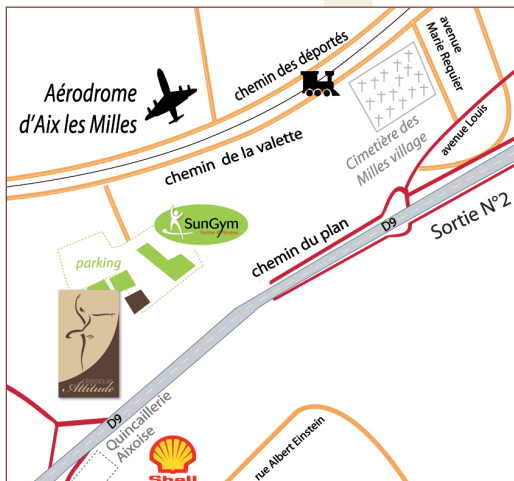 Aérodrome
d'Aix les Milles
chemin des déportés
avenue
Marie Requier
avenue Louis
Cimetière des
Milles village
chemin de la valette
SunGym
parking
chemin du plan
D9
Sortie N°2
Attitude
D9
Quincaillerie
Aixoise
Shell
rue Albert Einstein